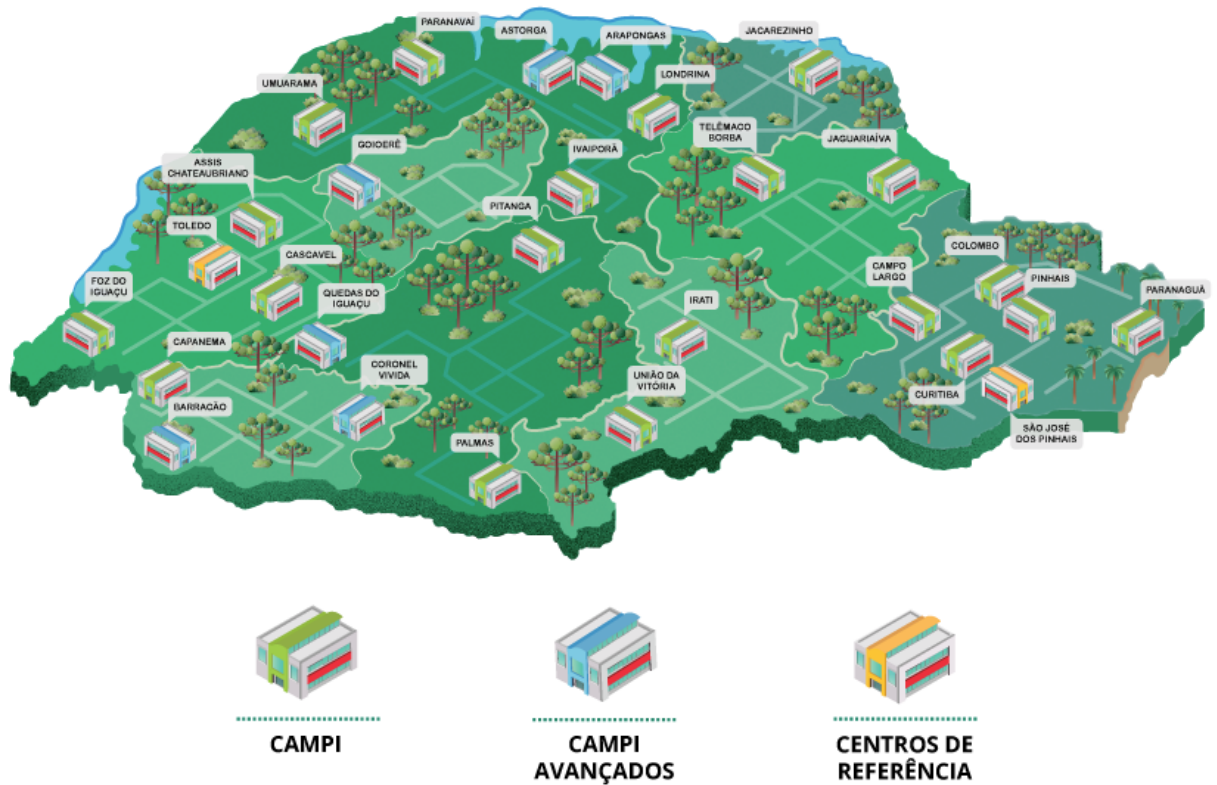 PARANAVAÍ
ASTORGA
ARAPONGAS
JACAREZINHO
UMUARAMA
LONDRINA
GOIOERÊ
IVAIPORÃ
TELÊMACO
BORBA
JAGUARIAÍVA
ASSIS
CHATEAUBRIAND
PITANGA
TOLEDO
CASCAVEL
COLOMBO
CAMPO
LARGO
PINHAIS
FOZ DO
IGUAÇU
QUEDAS DO
IGUAÇU
IRATI
PARANAGUÁ
CAPANEMA
CORONEL
VIVIDA
UNIÃO DA
VITÓRIA
BARRACÃO
CURITIBA
SÃO JOSÉ
DOS PINHAIS
PALMAS
CAMPI
CAMPI
AVANÇADOS
CENTROS DE
REFERÊNCIA